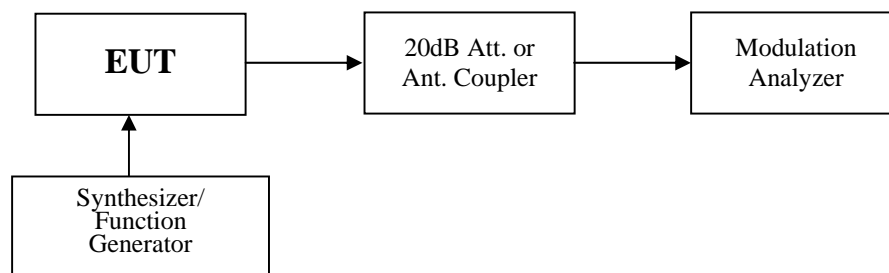 EUT
20dB Att. or
Ant. Coupler
Modulation
Analyzer
Synthesizer/
Function
Generator